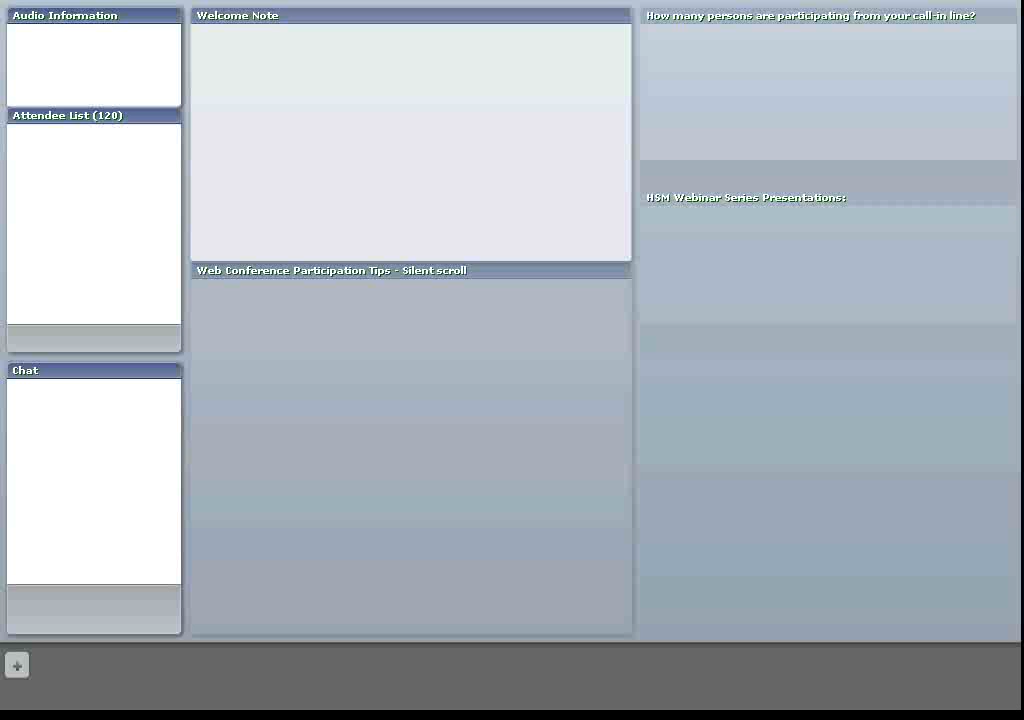 Audio Information
Attendee List (120)
Chat
Welcome Note
Web Conference Participation Tips - Silent scroll
How many persons are participating from your call-in line?
HSM Webinar Series Presentations: